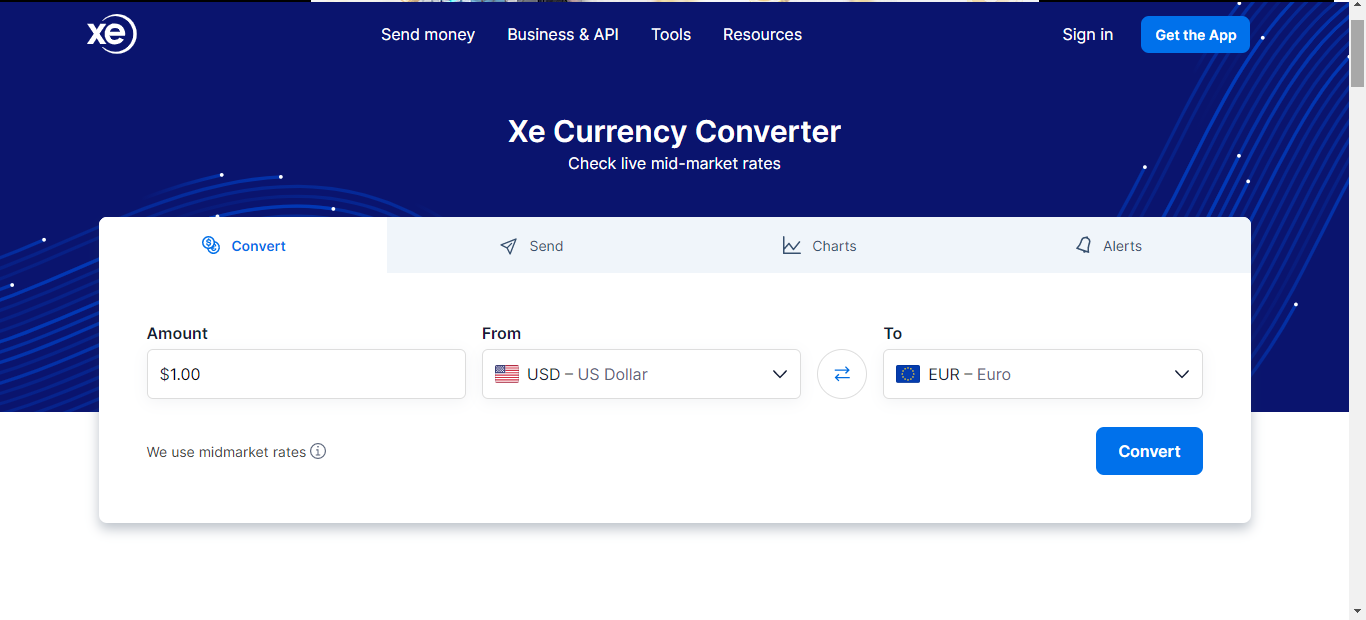 xe Send money Business & API Tools Resources Sign in Get the App
Xe Currency Converter
Check live mid-market rates
Convert Send Charts Alerts
Amount From To
$1.00 USD – US Dollar EUR – Euro
We use midmarket rates Convert